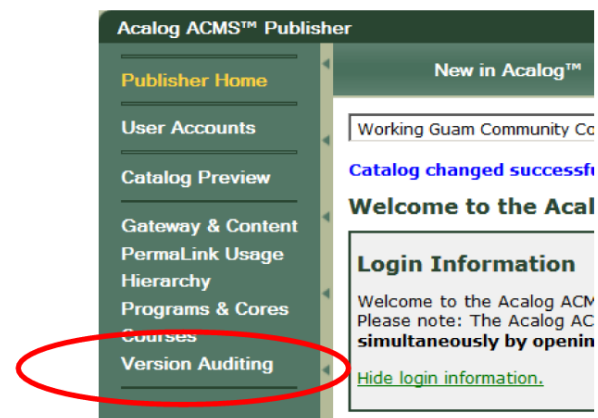 Acalog ACMS™ Publisher
Publisher Home
User Accounts
Catalog Preview
Gateway & Content
PermaLink Usage
Hierarchy
Programs & Cores
Courses
Version Auditing
New in Acalog™
Working Guam Community Co
Catalog changed successfu
Welcome to the Acal
Login Information
Welcome to the Acalog ACM
Please note: The Acalog AC
simultaneously by openin
Hide login information.